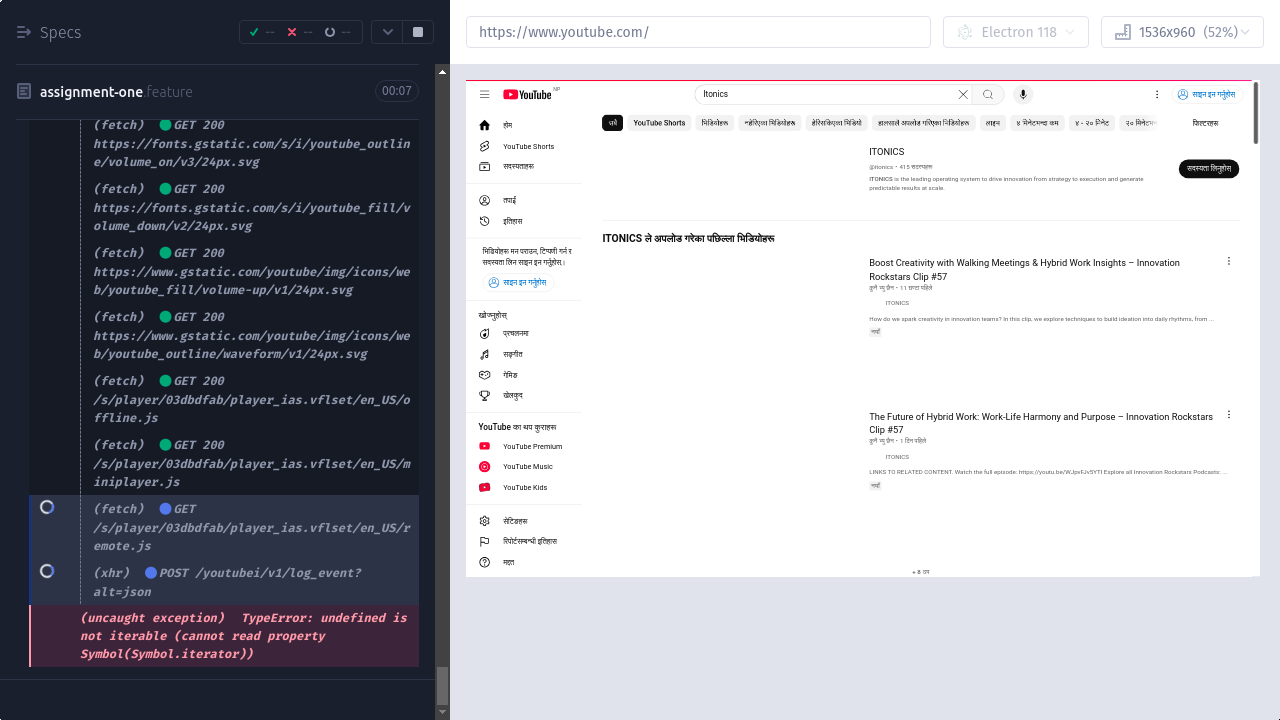 Specs
--
--
--
https://www.youtube.com/
Electron 118
1536x960 (52%)
assignment-one.feature
00:07
(fetch) GET 200
https://fonts.gstatic.com/s/i/youtube_outlin
e/volume_on/v3/24px.svg
(fetch) GET 200
https://fonts.gstatic.com/s/i/youtube_fill/v
olume_down/v2/24px.svg
(fetch) GET 200
https://www.gstatic.com/youtube/img/icons/we
b/youtube_fill/volume-up/v1/24px.svg
(fetch) GET 200
https://www.gstatic.com/youtube/img/icons/we
b/youtube_outline/waveform/v1/24px.svg
(fetch) GET 200
/s/player/03dbdfab/player_ias.vflset/en_US/o
ffline.js
(fetch) GET 200
/s/player/03dbdfab/player_ias.vflset/en_US/m
iniplayer.js
(fetch) GET
/s/player/03dbdfab/player_ias.vflset/en_US/r
emote.js
(xhr) POST /youtubei/v1/log_event?
alt=json
(uncaught exception) TypeError: undefined is
not iterable (cannot read property
Symbol(Symbol.iterator))
YouTube NP
Itonics
साइन इन गर्नुहोस्
होम
YouTube Shorts
सदस्यताहरू
तपाईं
इतिहास
भिडियोहरू मन पराउन, टिप्पणी गर्न र
सदस्यता लिन साइन इन गर्नुहोस्।
साइन इन गर्नुहोस्
खोज्नुहोस्
प्रचलनमा
सङ्गीत
गेमिङ
खेलकुद
YouTube का थप कुराहरू
YouTube Premium
YouTube Music
YouTube Kids
सेटिङहरू
रिपोर्टसम्बन्धी इतिहास
मद्दत
सबै
YouTube Shorts
भिडियोहरू
नहेरिएका भिडियोहरू
हेरिसकिएका भिडियो
हालसालै अपलोड गरिएका भिडियोहरू
लाइभ
४ मिनेटभन्दा कम
४ - २० मिनेट
२० मिनेटभन्
फिल्टरहरू
ITONICS
@itonics • 415 सदस्यहरू
ITONICS is the leading operating system to drive innovation from strategy to execution and generate
predictable results at scale.
सदस्यता लिनुहोस्
ITONICS ले अपलोड गरेका पछिल्ला भिडियोहरू
Boost Creativity with Walking Meetings & Hybrid Work Insights – Innovation
Rockstars Clip #57
कुनै भ्यु छैन • 11 घण्टा पहिले
ITONICS
How do we spark creativity in innovation teams? In this clip, we explore techniques to build ideation into daily rhythms, from ...
नयाँ
The Future of Hybrid Work: Work-Life Harmony and Purpose – Innovation Rockstars
Clip #57
कुनै भ्यु छैन • 1 दिन पहिले
ITONICS
LINKS TO RELATED CONTENT. Watch the full episode: Explore all Innovation Rockstars Podcasts: ...
नयाँ
+ 8 थप